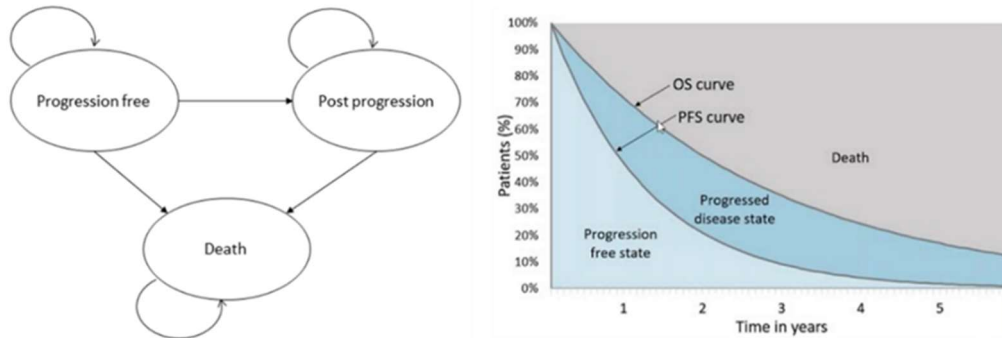 Progression free
Post progression
Death
100%
90%
80%
70%
60%
50%
40%
30%
20%
10%
0%
Patients (%)
OS curve
PFS curve
Death
Progressed
disease state
Progression
free state
1
2
3
4
5
Time in years